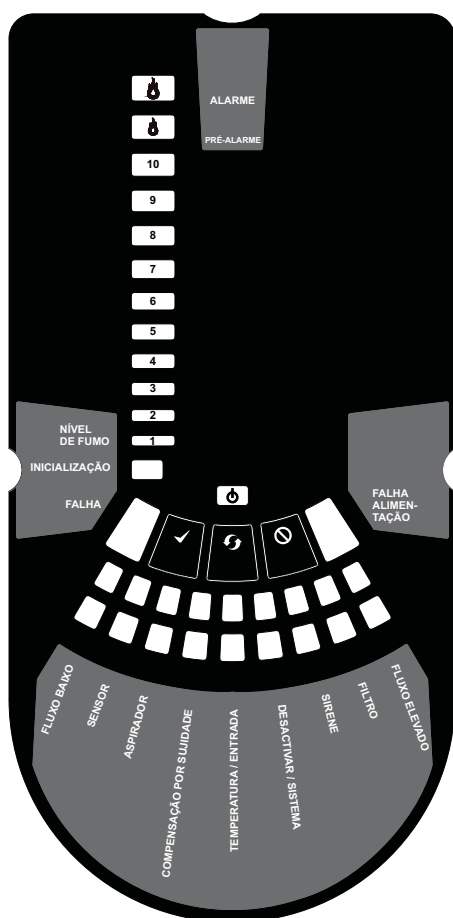 ALARME
PRÉ-ALARME
10
9
8
7
6
5
4
3
2
1
NÍVEL
DE FUMO
INICIALIZAÇÃO
FALHA
FALHA
ALIMEN-
TAÇÃO
FLUXO BAIXO
SENSOR
ASPIRADOR
COMPENSAÇÃO POR SUJIDADE
TEMPERATURA / ENTRADA
DESACTIVAR / SISTEMA
SIRENE
FILTRO
FLUXO ELEVADO